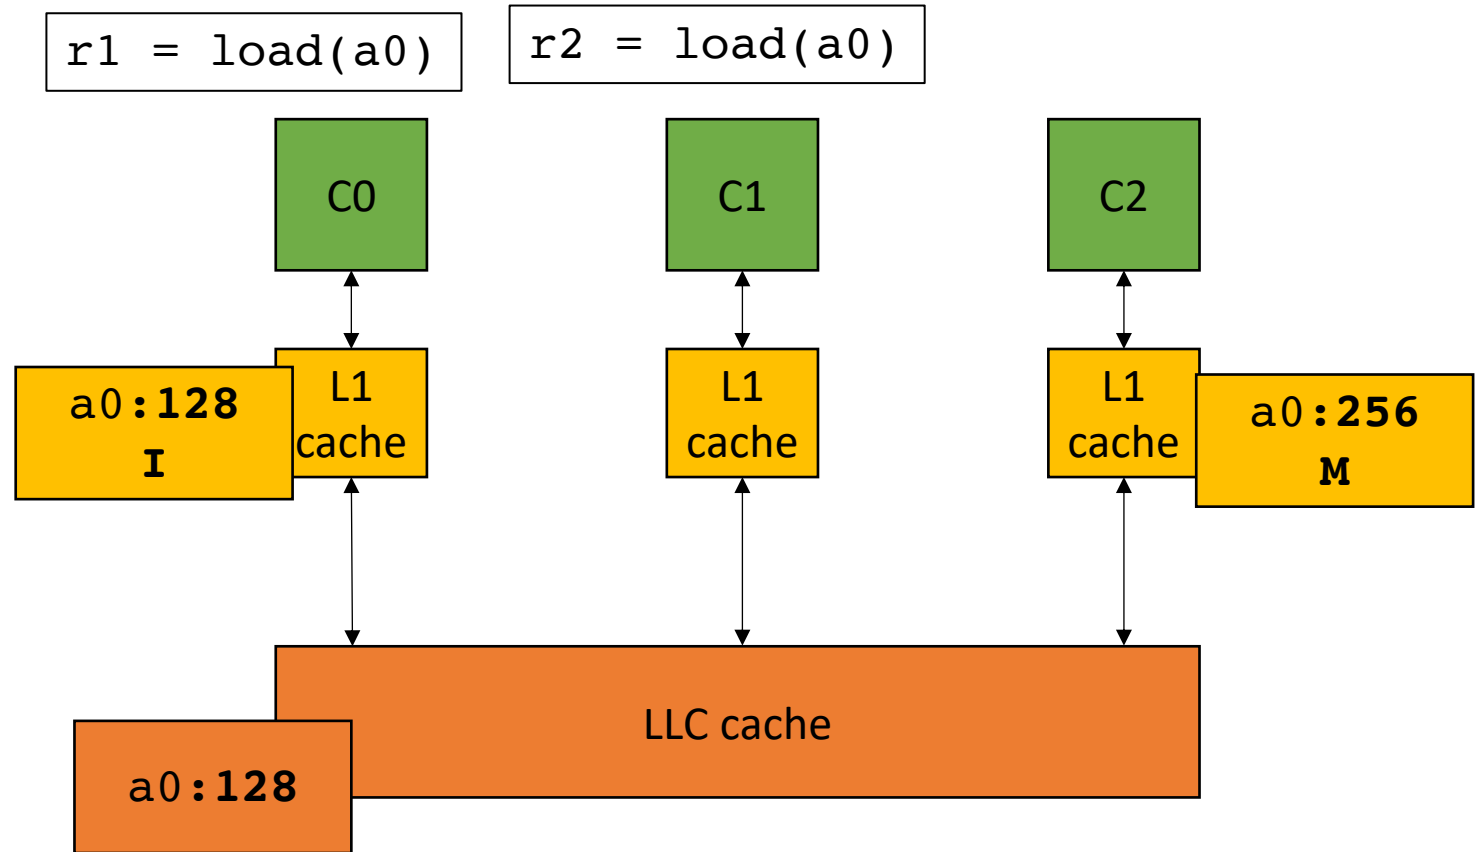 r1 = load(a0)
r2 = load(a0)
C0
C1
C2
L1
cache
L1
cache
L1
cache
a0:128
I
a0:256
M
LLC cache
a0:128